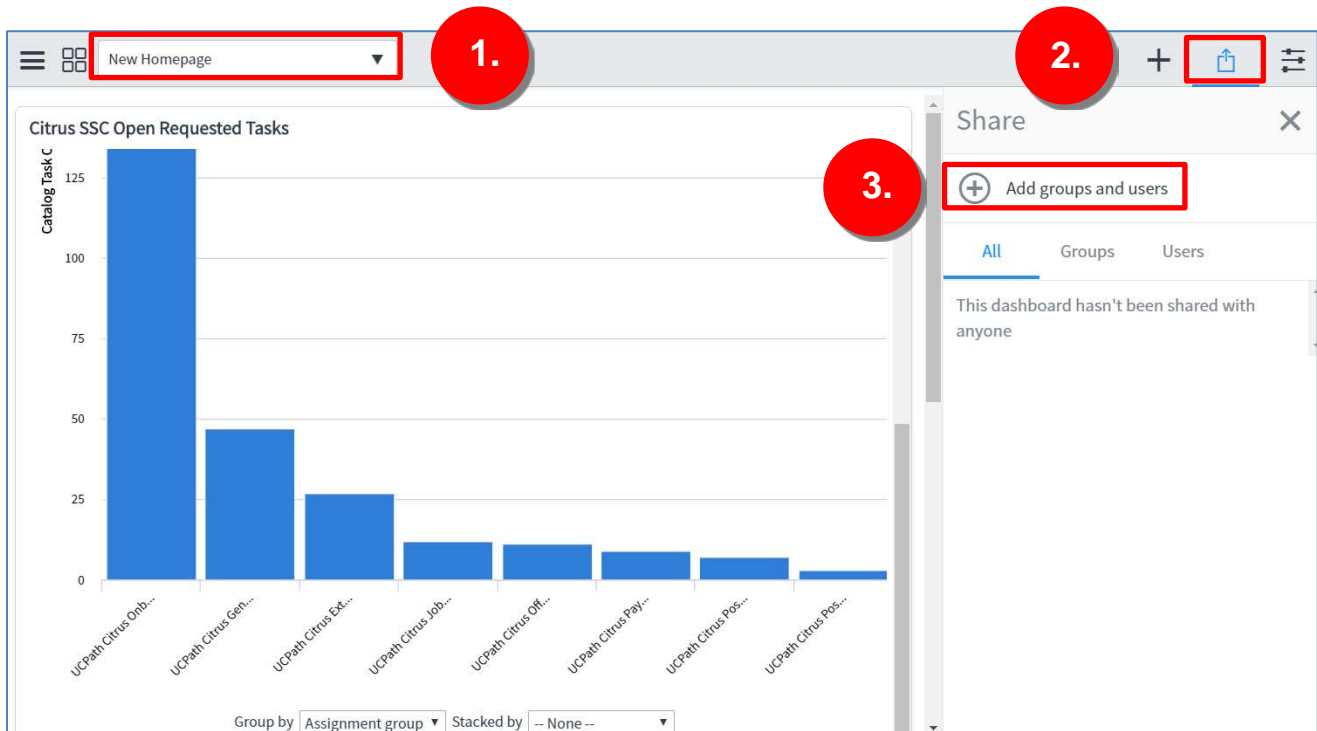 New Homepage ▼
1.
2.
Citrus SSC Open Requested Tasks
Share
3.
Add groups and users
All Groups Users
This dashboard hasn't been shared with
anyone
Catalog Task C
125
100
75
50
25
0
UCPath Citrus Onb...
UCPath Citrus Gen...
UCPath Citrus Ext...
UCPath Citrus Job...
UCPath Citrus Off...
UCPath Citrus Pay...
UCPath Citrus Pos...
UCPath Citrus Pos...
Group by Assignment group ▼ Stacked by -- None -- ▼